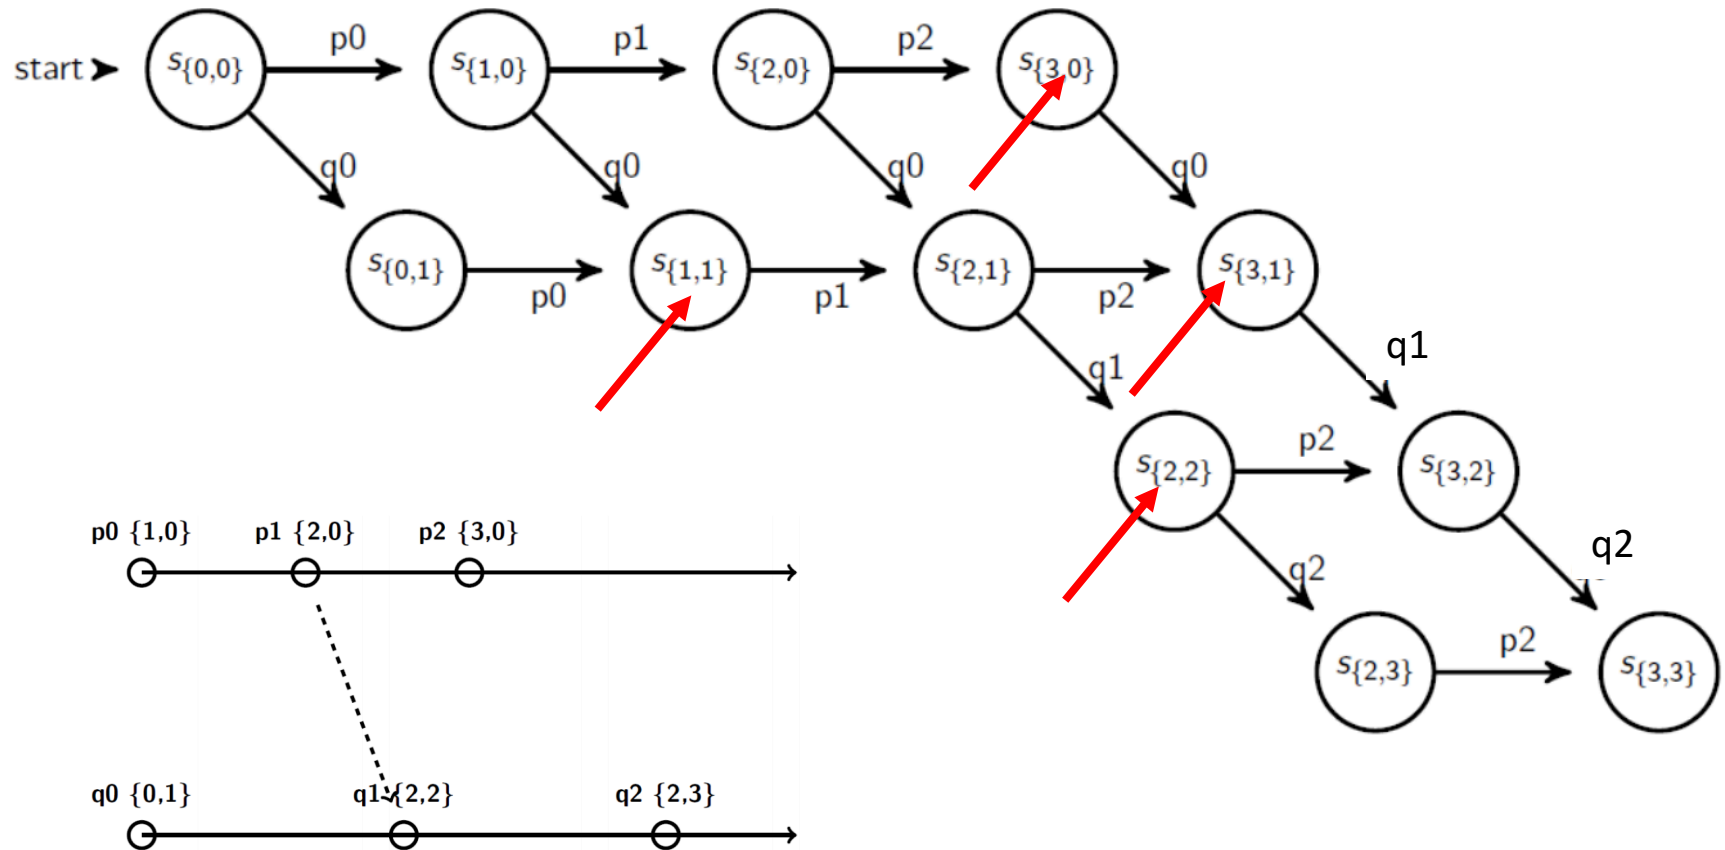 p0 p1 p2
start S{0,0} S{1,0} S{2,0} S{3,0}
q0 q0 q0 q0
S{0,1} S{1,1} S{2,1} S{3,1}
p0 p1 p2
q1 q1
p2
S{2,2} S{3,2}
p0 {1,0} p1 {2,0} p2 {3,0}
q2 q2
p2
S{2,3} S{3,3}
q0 {0,1} q1 {2,2} q2 {2,3}